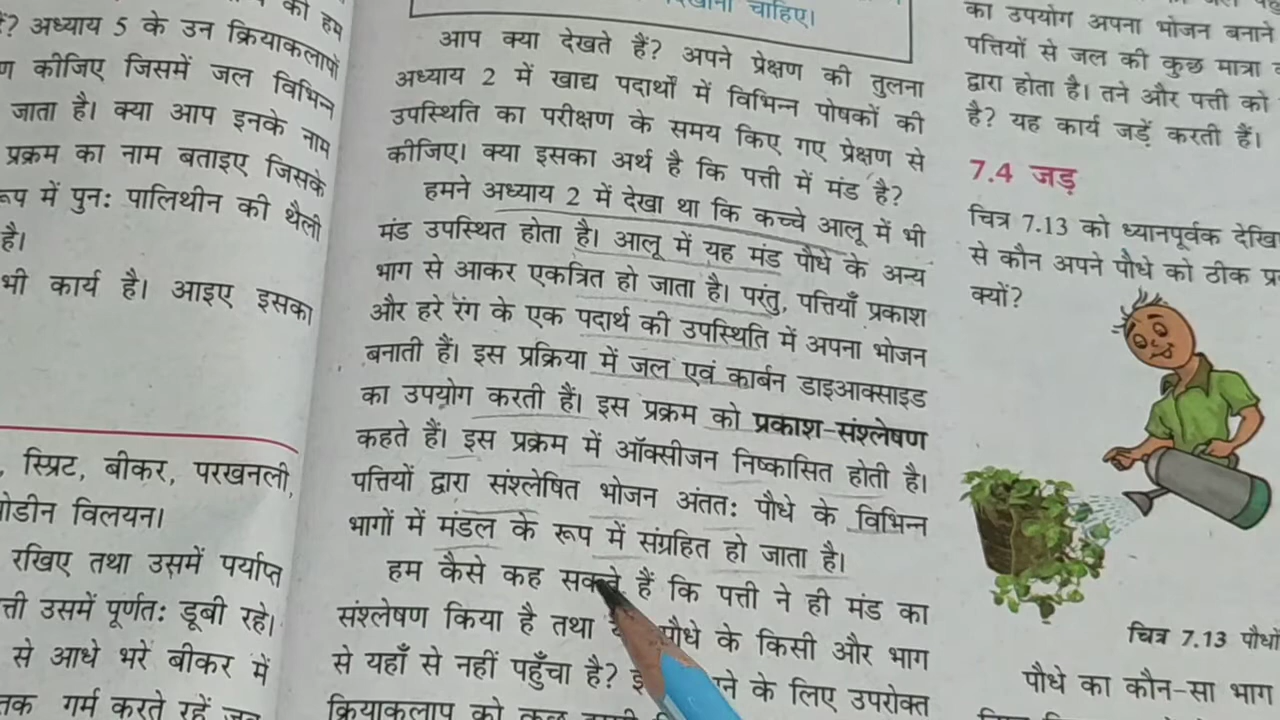 को हम
? अध्याय 5 के उन क्रियाकलापों
ण कीजिए जिसमें जल विभिन्न
जाता है। क्या आप इनके नाम
प्रक्रम का नाम बताइए जिसके
रूप में पुनः पालिथीन की थैली
है।
भी कार्य है। आइए इसका
, स्प्रिट, बीकर, परखनली,
ोडीन विलयन।
रखिए तथा उसमें पर्याप्त
त्ती उसमें पूर्णतः डूबी रहे।
से आधे भरे बीकर में
तक गर्म करते रहें जब
दिखाना चाहिए।
आप क्या देखते हैं? अपने प्रेक्षण की तुलना
अध्याय 2 में खाद्य पदार्थों में विभिन्न पोषकों की
उपस्थिति का परीक्षण के समय किए गए प्रेक्षण से
कीजिए। क्या इसका अर्थ है कि पत्ती में मंड है?
हमने अध्याय 2 में देखा था कि कच्चे आलू में भी
मंड उपस्थित होता है। आलू में यह मंड पौधे के अन्य
भाग से आकर एकत्रित हो जाता है। परंतु, पत्तियाँ प्रकाश
और हरे रंग के एक पदार्थ की उपस्थिति में अपना भोजन
बनाती हैं। इस प्रक्रिया में जल एवं कार्बन डाइआक्साइड
का उपयोग करती हैं। इस प्रक्रम को प्रकाश-संश्लेषण
कहते हैं। इस प्रक्रम में ऑक्सीजन निष्कासित होती है।
पत्तियों द्वारा संश्लेषित भोजन अंततः पौधे के विभिन्न
भागों में मंडल के रूप में संग्रहित हो जाता है।
हम कैसे कह सकते हैं कि पत्ती ने ही मंड का
संश्लेषण किया है तथा पौधे के किसी और भाग
से यहाँ से नहीं पहुँचा है? के लिए उपरोक्त
क्रियाकलाप को कुछ
का उपयोग अपना भोजन बनाने
पत्तियों से जल की कुछ मात्रा
द्वारा होता है। तने और पत्ती को
है? यह कार्य जड़ें करती हैं।
7.4 जड़
चित्र 7.13 को ध्यानपूर्वक देखि
से कौन अपने पौधे को ठीक प्र
क्यों?
चित्र 7.13 पौधों
पौधे का कौन-सा भाग